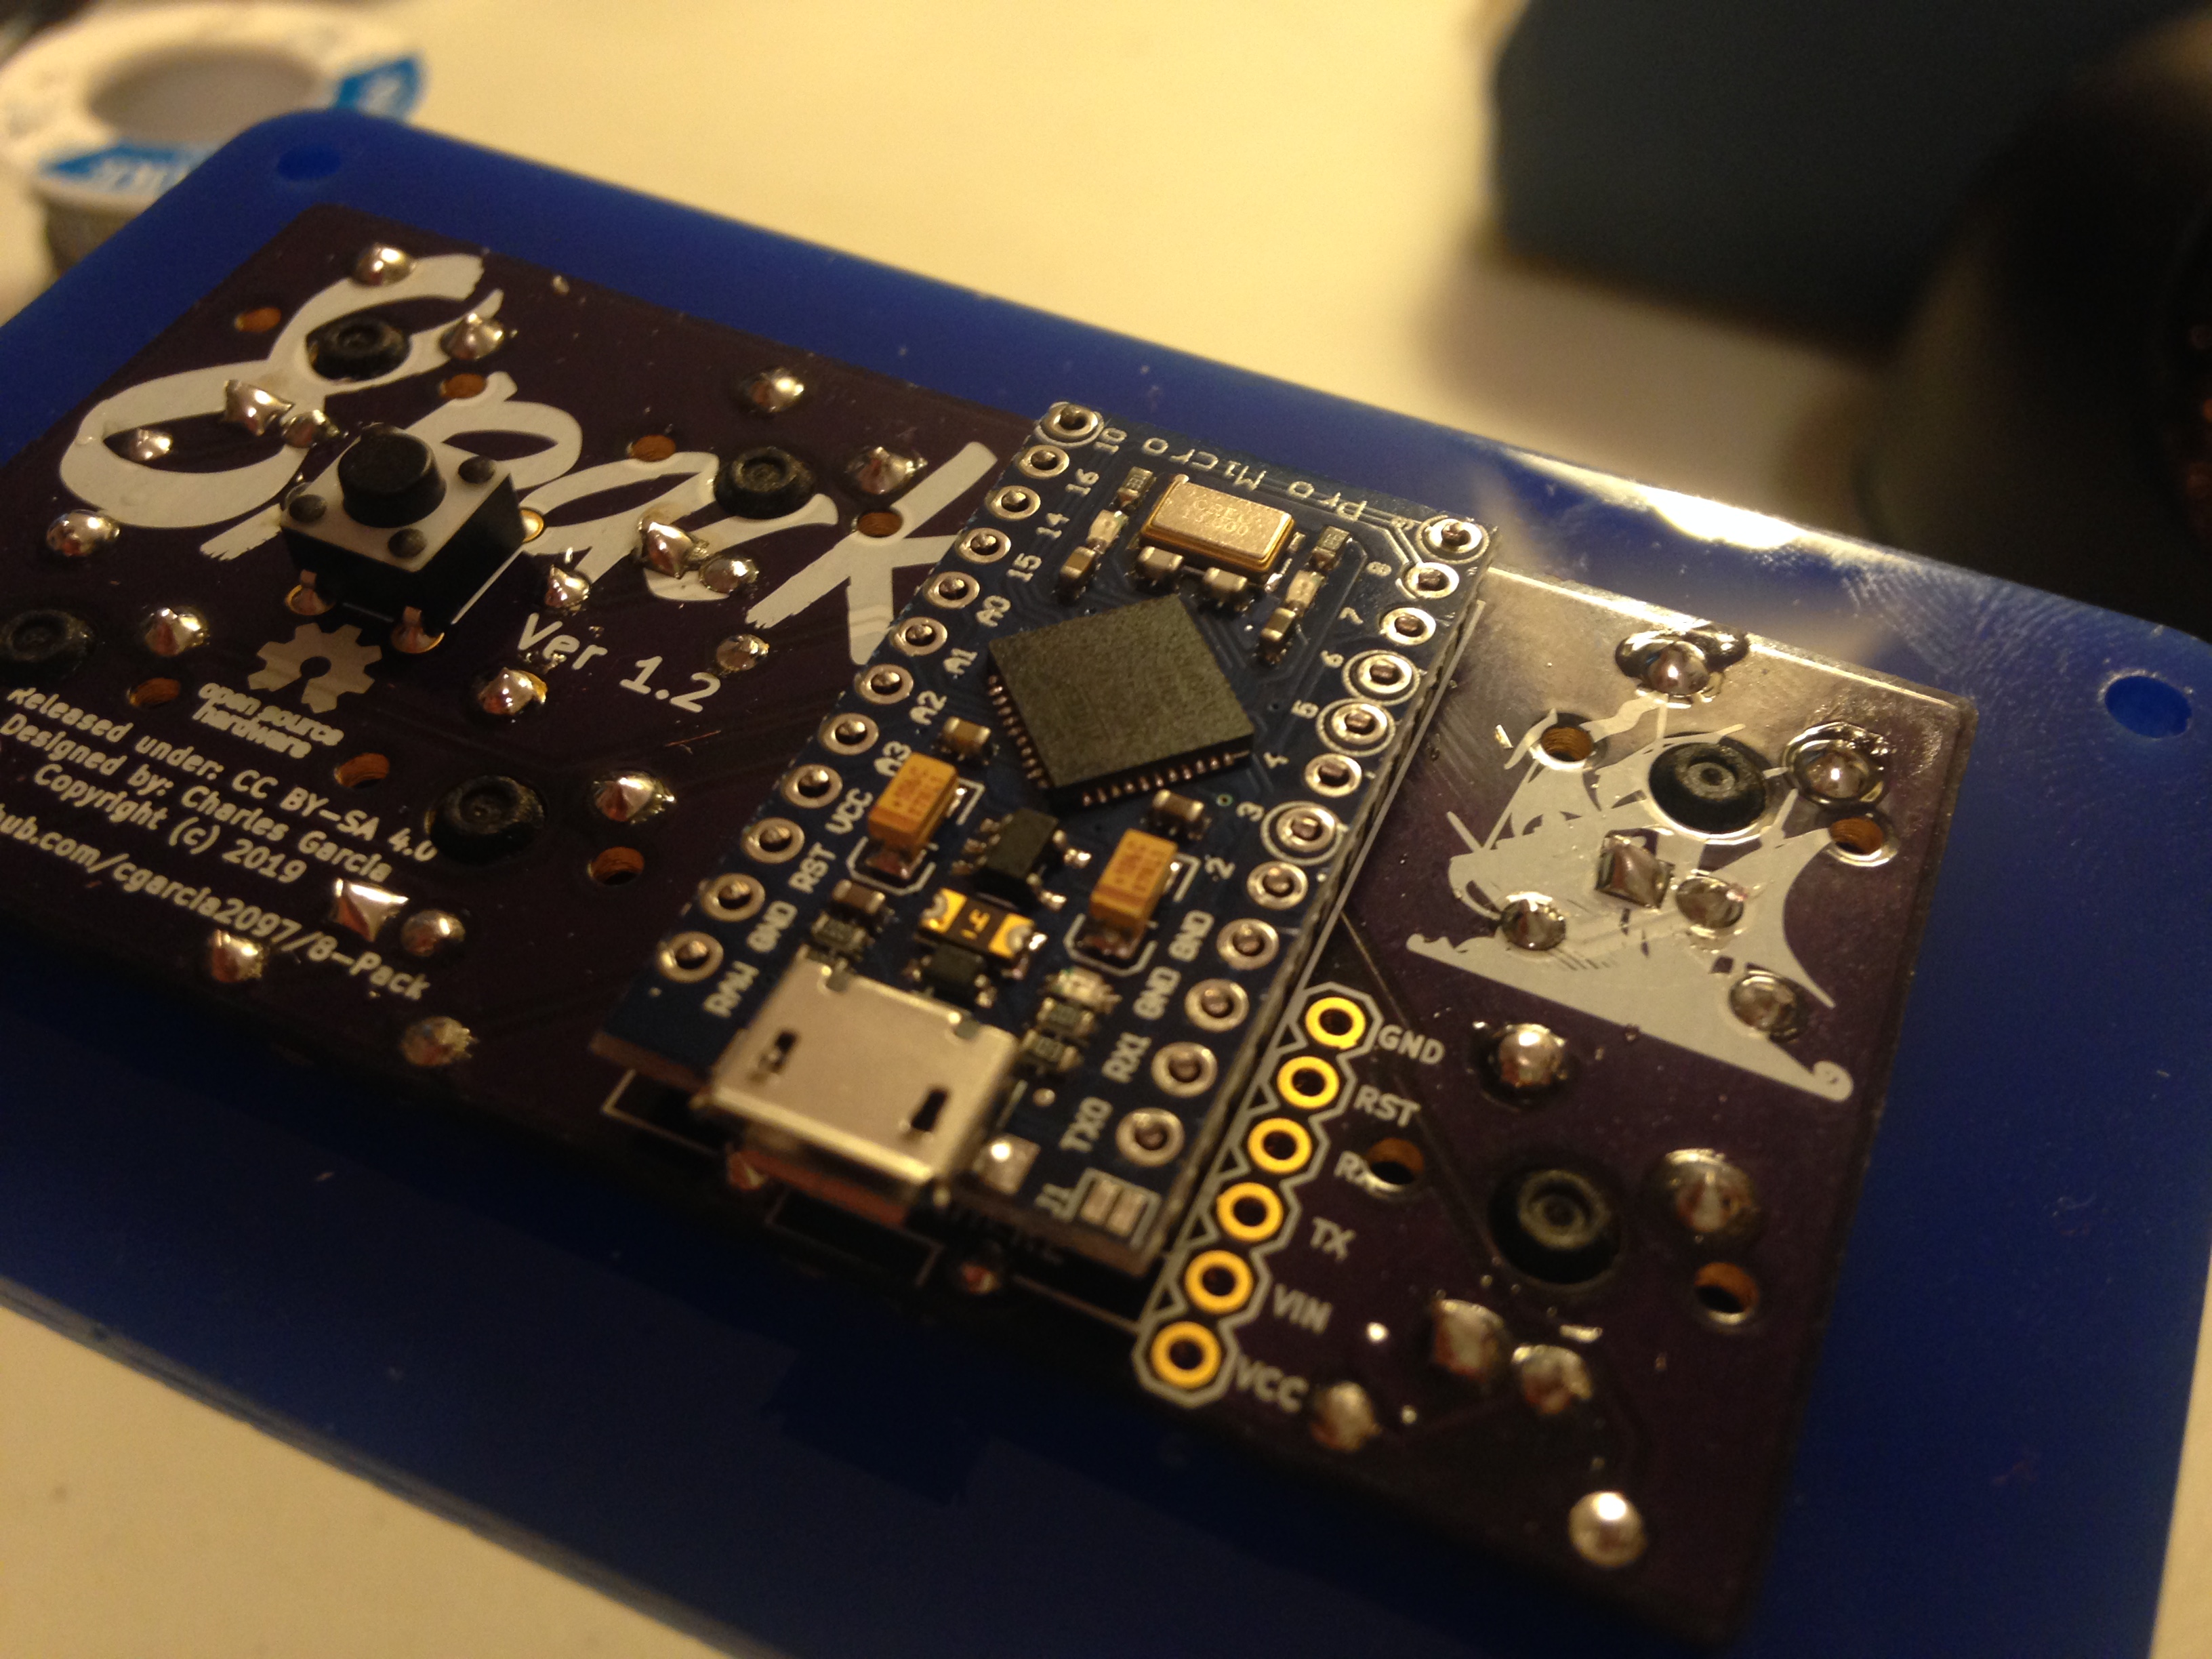 8Pack
Ver 1.2
open source
hardware
Released under: CC BY-SA 4.0
Designed by: Charles Garcia
Copyright (c) 2019
hub.com/cgarcia2097/8-Pack
Pro Micro
10
16
14
15
A0
A1
A2
A3
VCC
RST
GND
RAW
8
7
6
5
4
3
2
GND
GND
RX1
TX0
J1
GND
RST
RX
TX
VIN
VCC